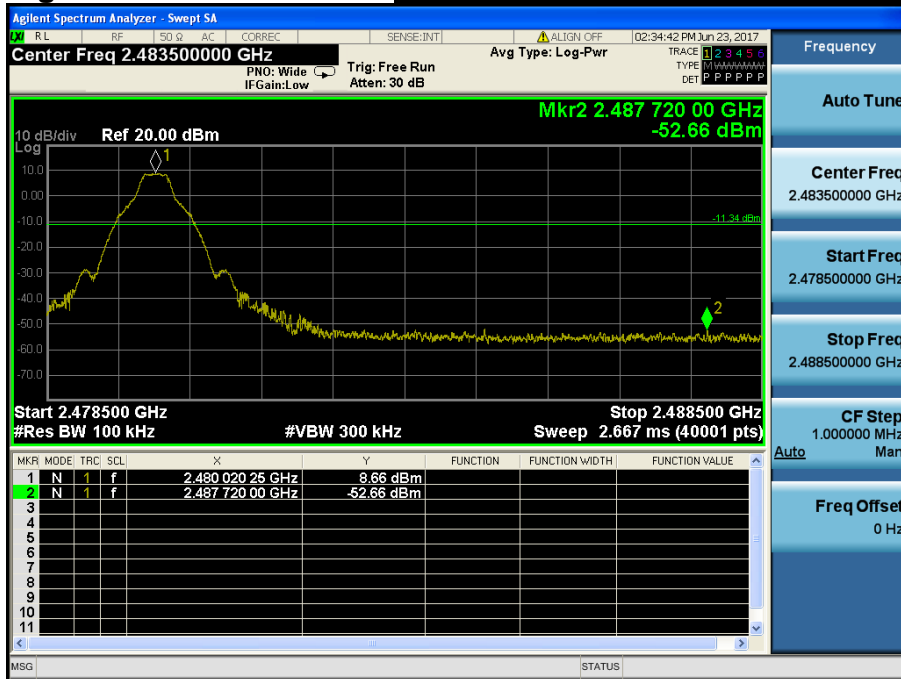 Agilent Spectrum Analyzer - Swept SA
LXI RL RF 50 Ω AC CORREC SENSE:INT ALIGN OFF 02:34:42 PM Jun 23, 2017
Center Freq 2.483500000 GHz
PNO: Wide
IFGain:Low
Trig: Free Run
Atten: 30 dB
Avg Type: Log-Pwr
TRACE 1 2 3 4 5 6
TYPE M WWWWW
DET P P P P P P
Mkr2 2.487 720 00 GHz
-52.66 dBm
10 dB/div Ref 20.00 dBm
Log
10.0
0.00
-10.0
-20.0
-30.0
-40.0
-50.0
-60.0
-70.0
1
-11.34 dBm
2
Start 2.478500 GHz Stop 2.488500 GHz
#Res BW 100 kHz #VBW 300 kHz Sweep 2.667 ms (40001 pts)
MKR MODE TRC SCL X Y FUNCTION FUNCTION WIDTH FUNCTION VALUE
1 N 1 f 2.480 020 25 GHz 8.66 dBm
2 N 1 f 2.487 720 00 GHz -52.66 dBm
3
4
5
6
7
8
9
10
11
MSG STATUS
Frequency
Auto Tune
Center Freq
2.483500000 GHz
Start Freq
2.478500000 GHz
Stop Freq
2.488500000 GHz
CF Step
1.000000 MHz
Auto Man
Freq Offset
0 Hz